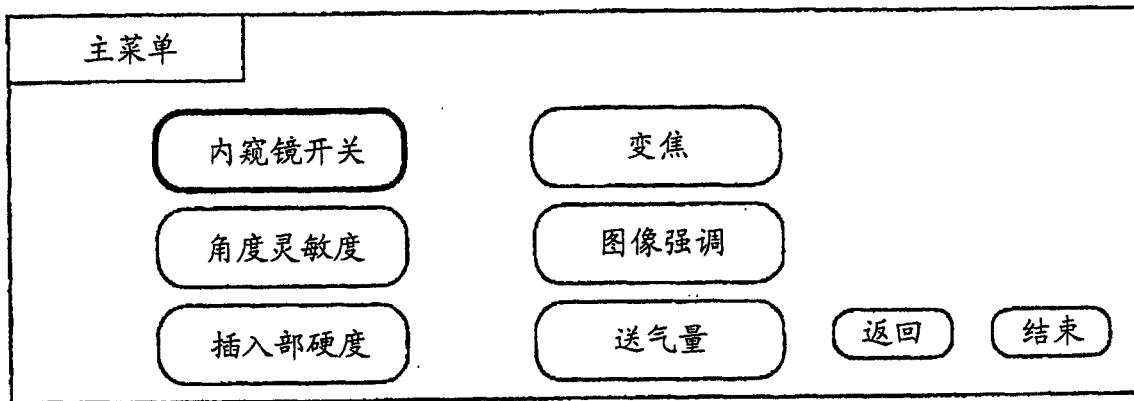 主菜单
内窥镜开关
变焦
角度灵敏度
图像强调
插入部硬度
送气量
返回
结束